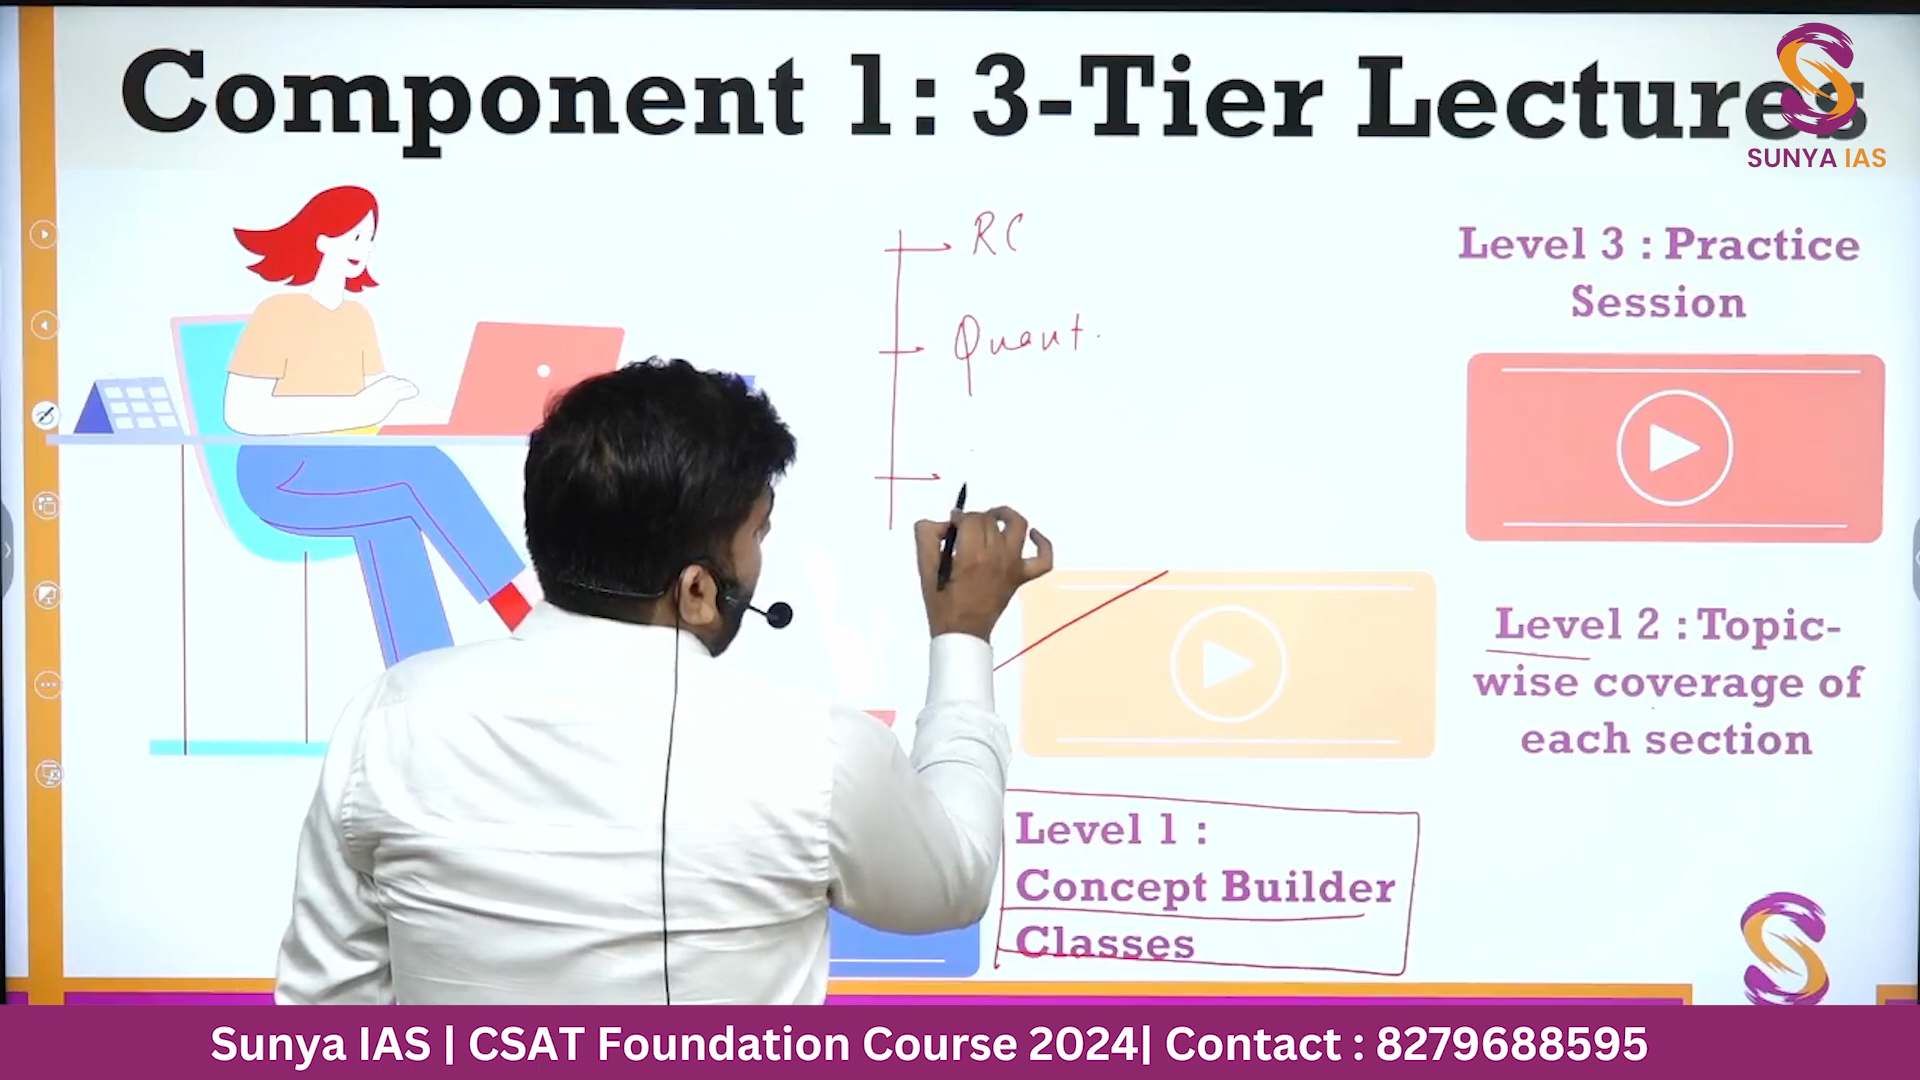 Component 1: 3-Tier Lectures
SUNYA IAS
RC
Quant.
Level 3 : Practice
Session
Level 2 : Topic-
wise coverage of
each section
Level 1 :
Concept Builder
Classes
Sunya IAS | CSAT Foundation Course 2024| Contact : 8279688595